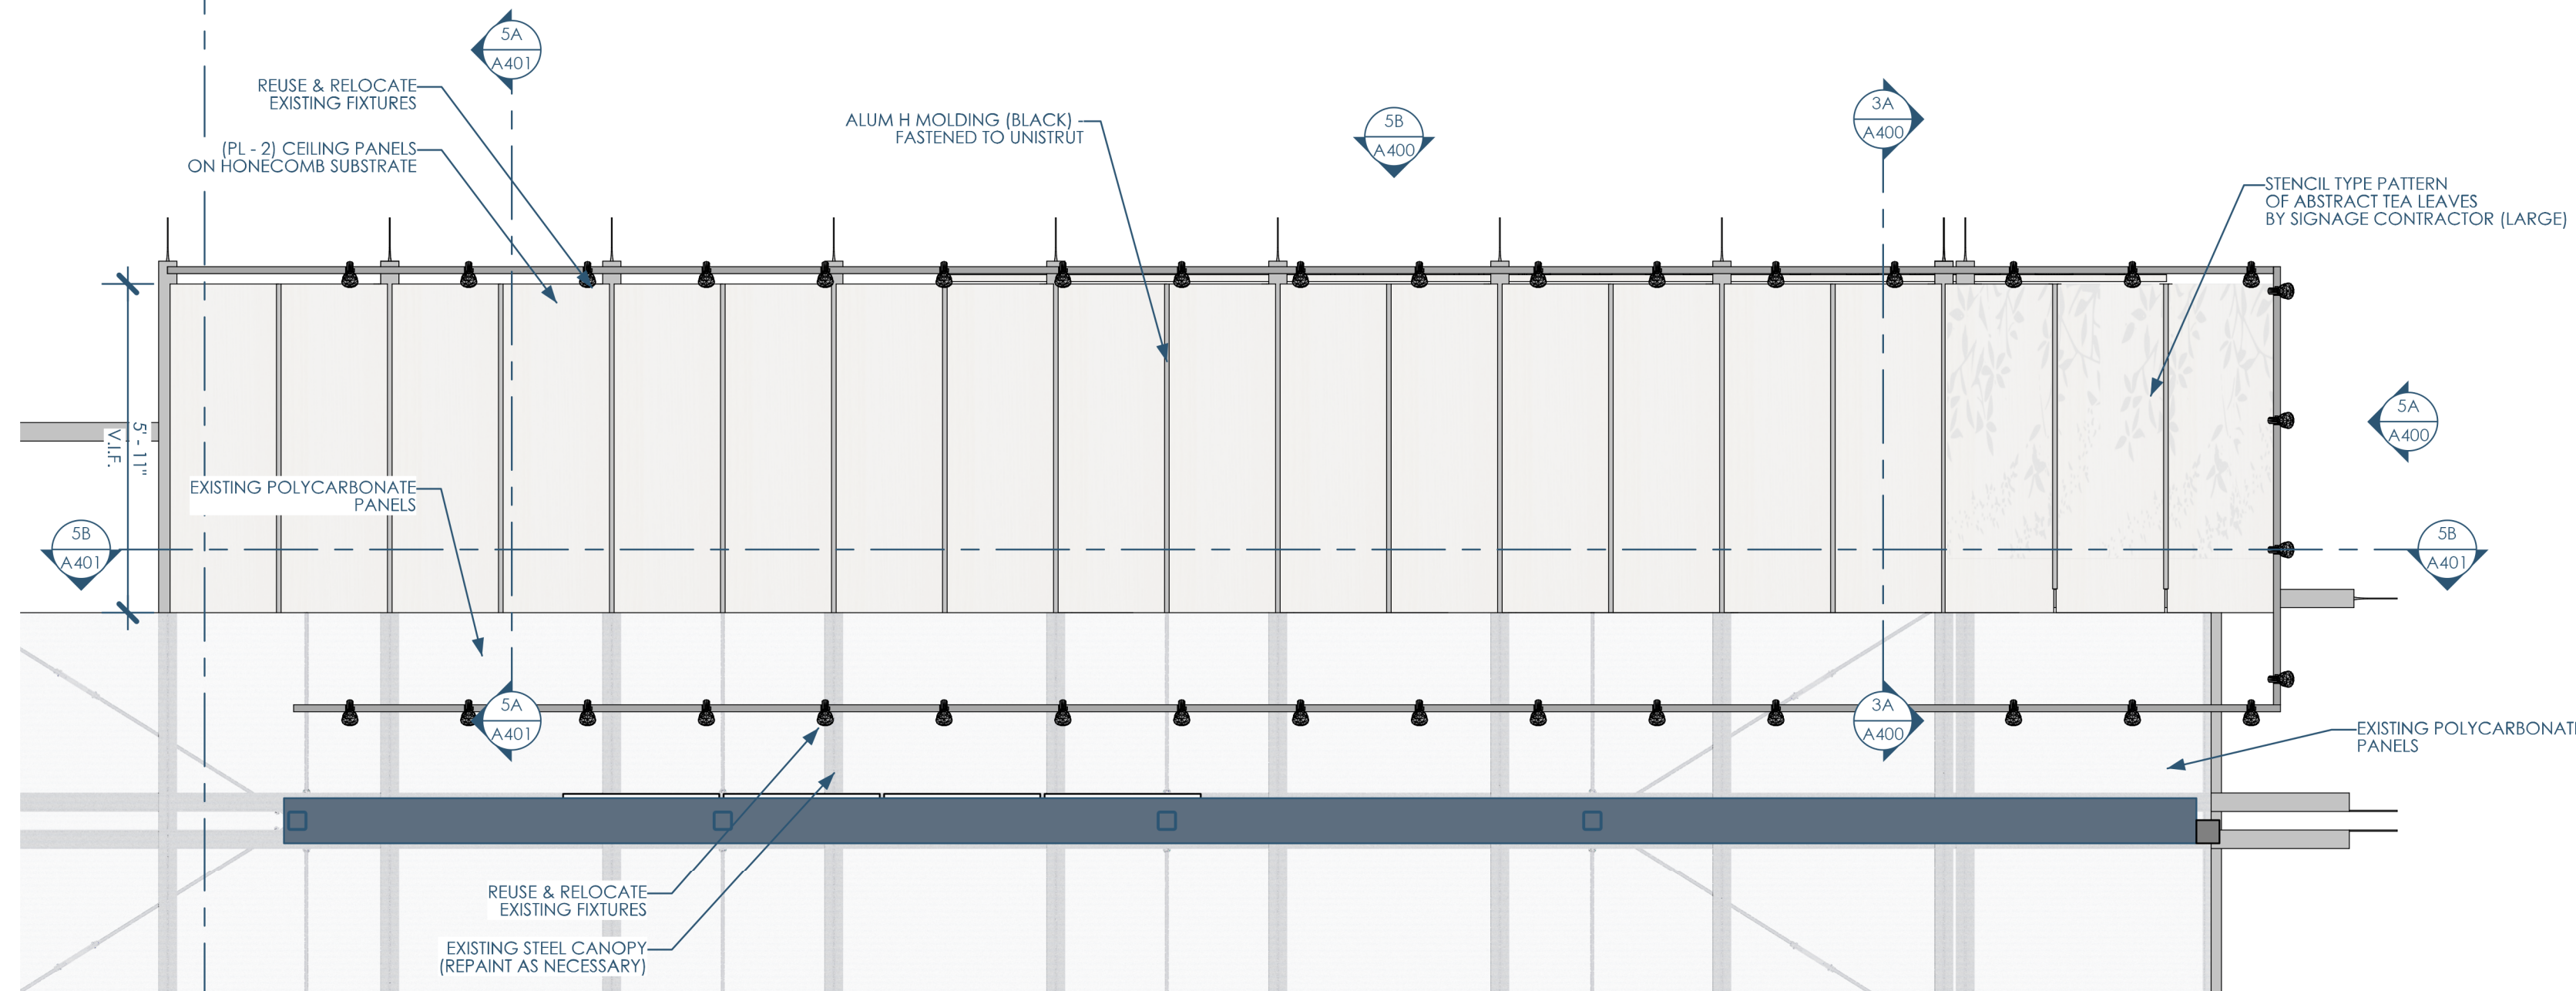 5A
A401
REUSE & RELOCATE
EXISTING FIXTURES
(PL - 2) CEILING PANELS
ON HONECOMB SUBSTRATE
ALUM H MOLDING (BLACK) -
FASTENED TO UNISTRUT
5B
A400
3A
A400
STENCIL TYPE PATTERN
OF ABSTRACT TEA LEAVES
BY SIGNAGE CONTRACTOR (LARGE)
5' - 11"
V.I.F.
5A
A400
EXISTING POLYCARBONATE
PANELS
5B
A401
5B
A401
5A
A401
3A
A400
EXISTING POLYCARBONAT
PANELS
REUSE & RELOCATE
EXISTING FIXTURES
EXISTING STEEL CANOPY
(REPAINT AS NECESSARY)